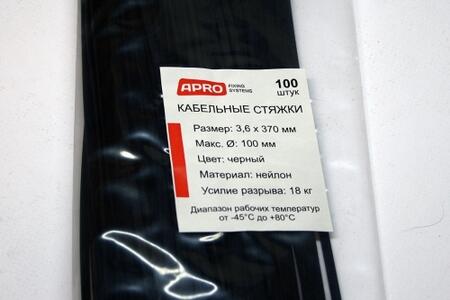 APRO FIXING SYSTEMS
100 штук
КАБЕЛЬНЫЕ СТЯЖКИ
Размер: 3,6 x 370 мм
Макс. Ø: 100 мм
Цвет: черный
Материал: нейлон
Усилие разрыва: 18 кг
Диапазон рабочих температур
от -45°C до +80°C